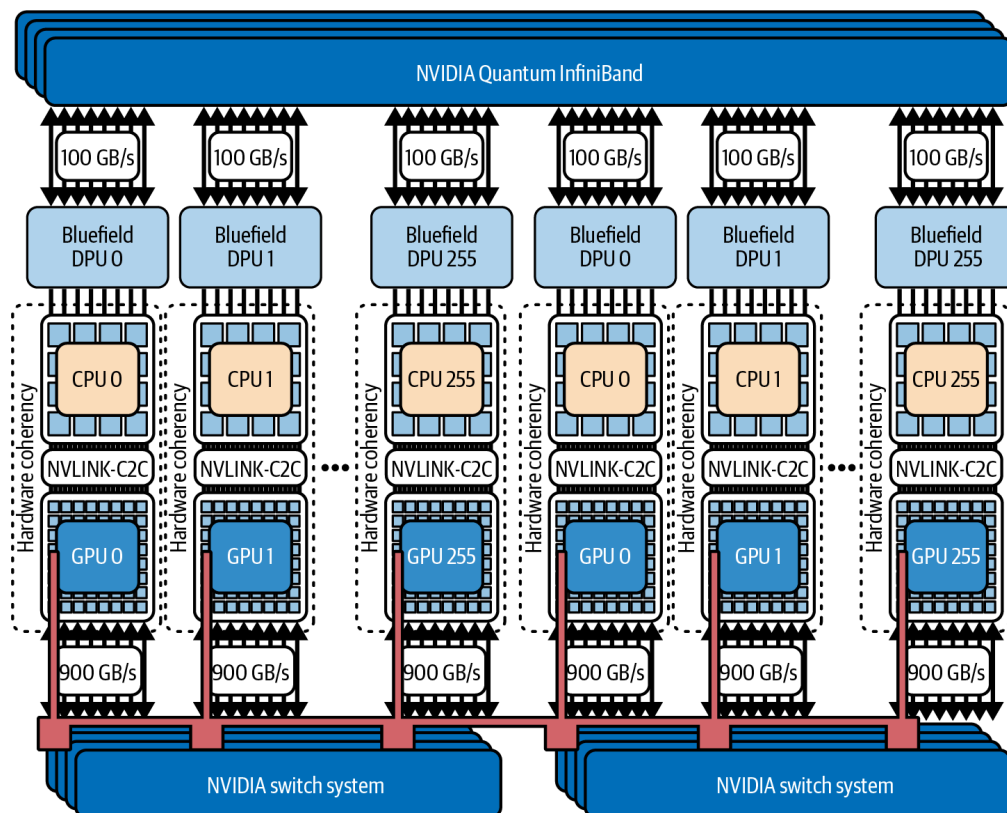 NVIDIA Quantum InfiniBand
100 GB/s
100 GB/s
100 GB/s
100 GB/s
100 GB/s
100 GB/s
Bluefield
DPU 0
Bluefield
DPU 1
Bluefield
DPU 255
Bluefield
DPU 0
Bluefield
DPU 1
Bluefield
DPU 255
Hardware coherency
CPU 0
NVLINK-C2C
GPU 0
Hardware coherency
CPU 1
NVLINK-C2C
GPU 1
Hardware coherency
CPU 255
NVLINK-C2C
GPU 255
Hardware coherency
CPU 0
NVLINK-C2C
GPU 0
Hardware coherency
CPU 1
NVLINK-C2C
GPU 1
Hardware coherency
CPU 255
NVLINK-C2C
GPU 255
900 GB/s
900 GB/s
900 GB/s
900 GB/s
900 GB/s
900 GB/s
NVIDIA switch system
NVIDIA switch system